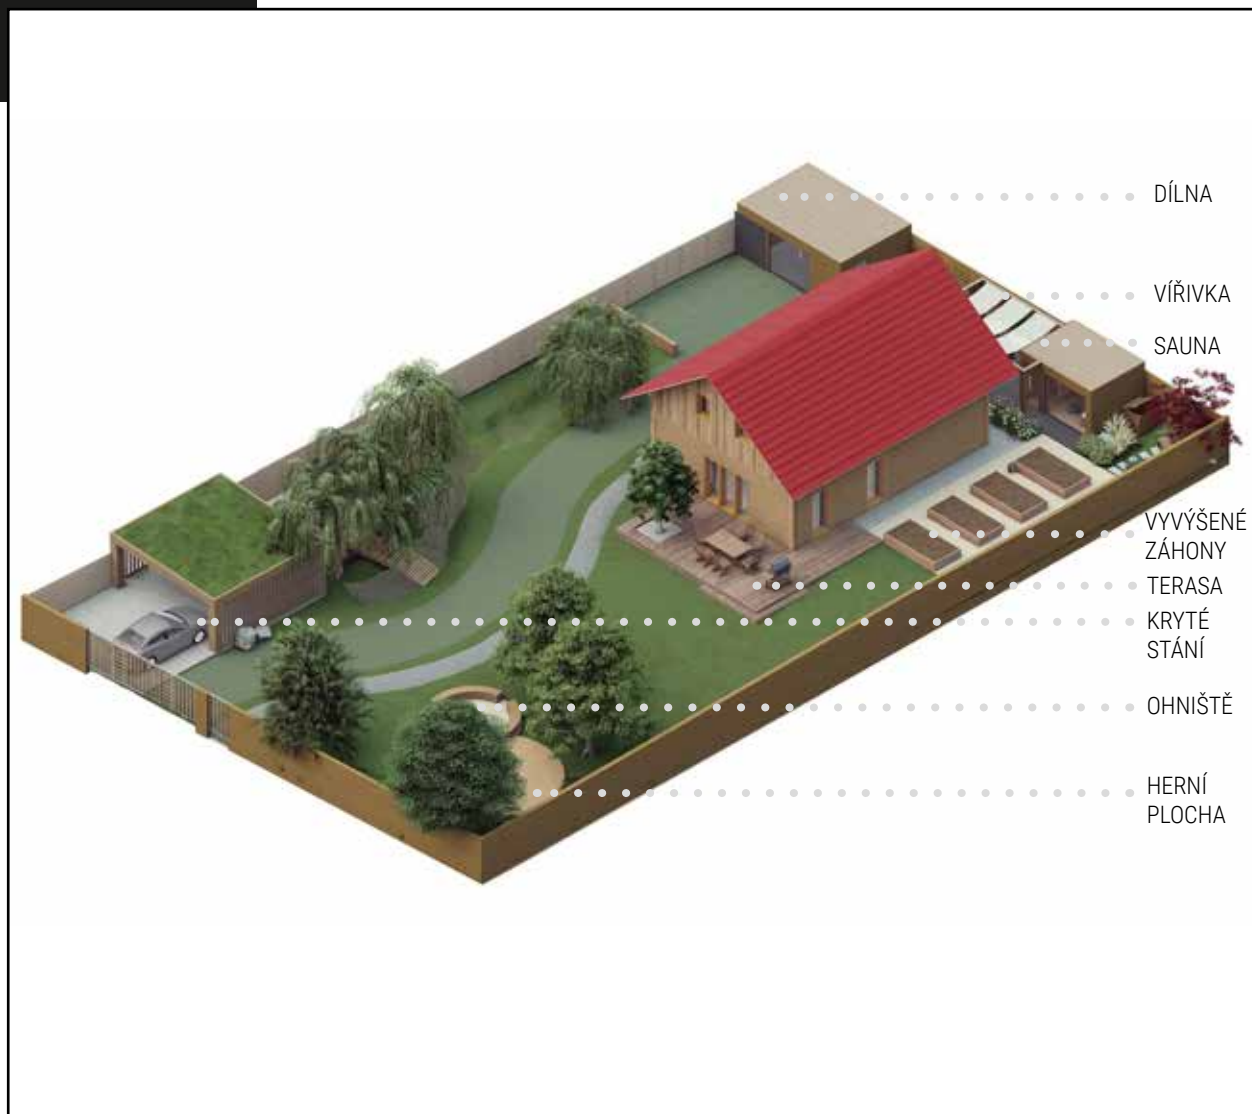 DÍLNA
VÍŘIVKA
SAUNA
VYVÝŠENÉ
ZÁHONY
TERASA
KRYTÉ
STÁNÍ
OHNIŠTĚ
HERNÍ
PLOCHA